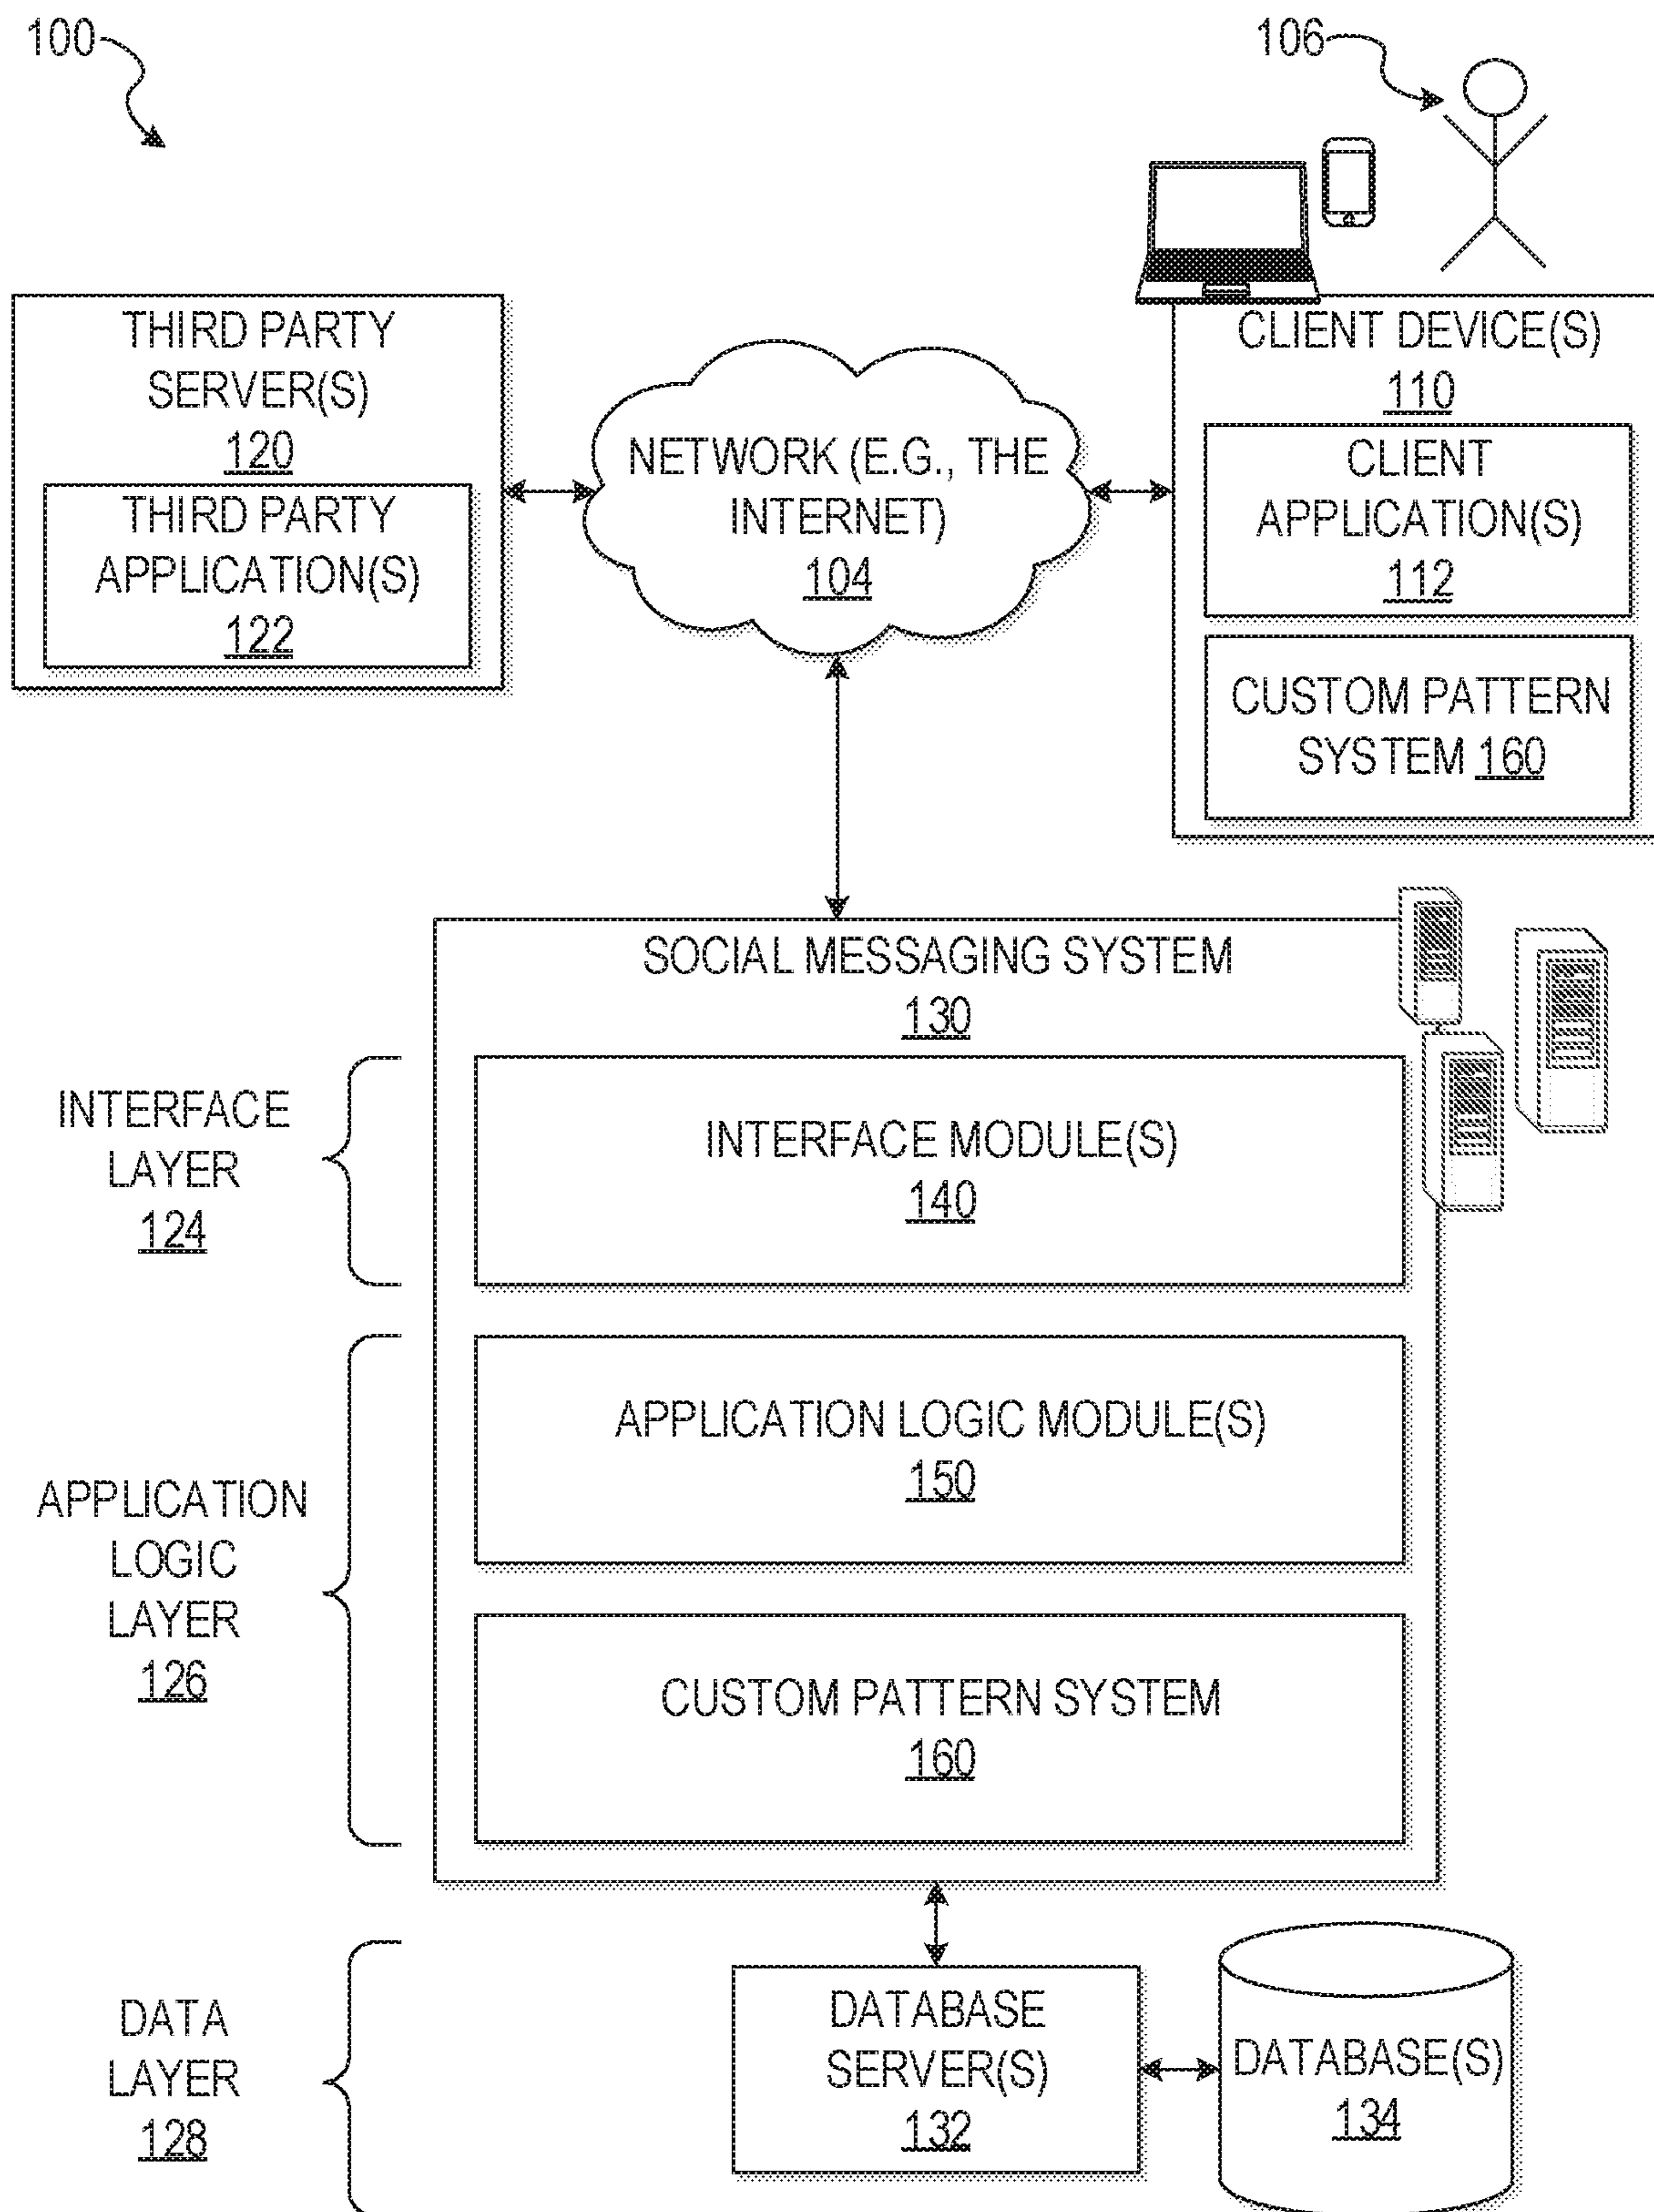 100
106
THIRD PARTY
SERVER(S)
120
THIRD PARTY
APPLICATION(S)
122
NETWORK (E.G., THE
INTERNET)
104
CLIENT DEVICE(S)
110
CLIENT
APPLICATION(S)
112
CUSTOM PATTERN
SYSTEM 160
SOCIAL MESSAGING SYSTEM
130
INTERFACE
LAYER
124
INTERFACE MODULE(S)
140
APPLICATION
LOGIC
LAYER
126
APPLICATION LOGIC MODULE(S)
150
CUSTOM PATTERN SYSTEM
160
DATA
LAYER
128
DATABASE
SERVER(S)
132
DATABASE(S)
134